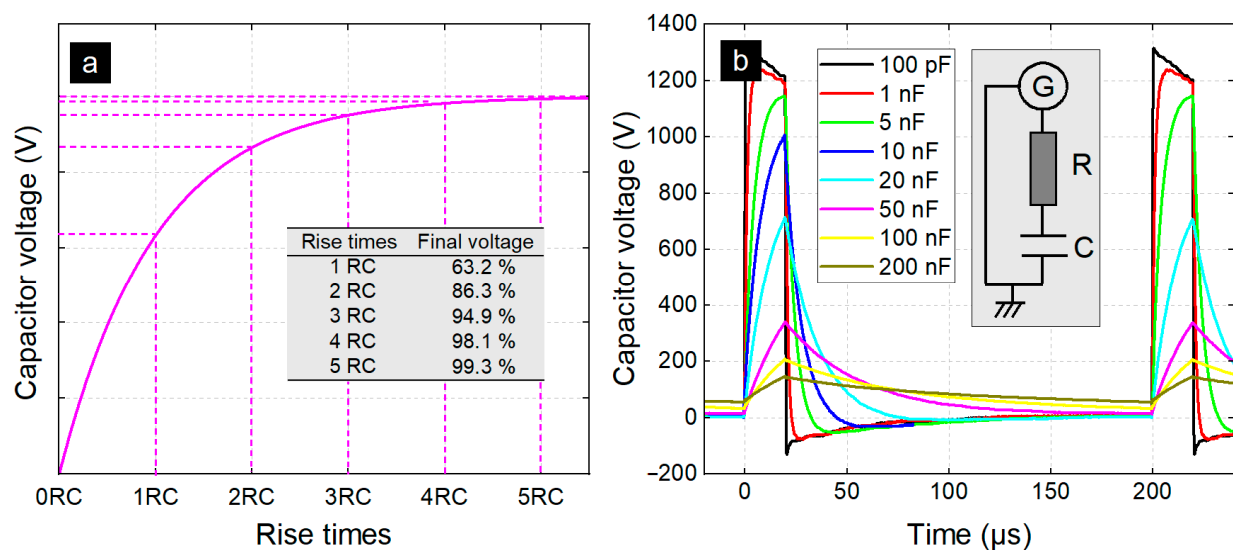 a
Capacitor voltage (V)
Rise times Final voltage
1 RC 63.2 %
2 RC 86.3 %
3 RC 94.9 %
4 RC 98.1 %
5 RC 99.3 %
0RC 1RC 2RC 3RC 4RC 5RC
Rise times
b
Capacitor voltage (V)
1400
1200
1000
800
600
400
200
0
−200
100 pF
1 nF
5 nF
10 nF
20 nF
50 nF
100 nF
200 nF
G
R
C
0 50 100 150 200
Time (µs)